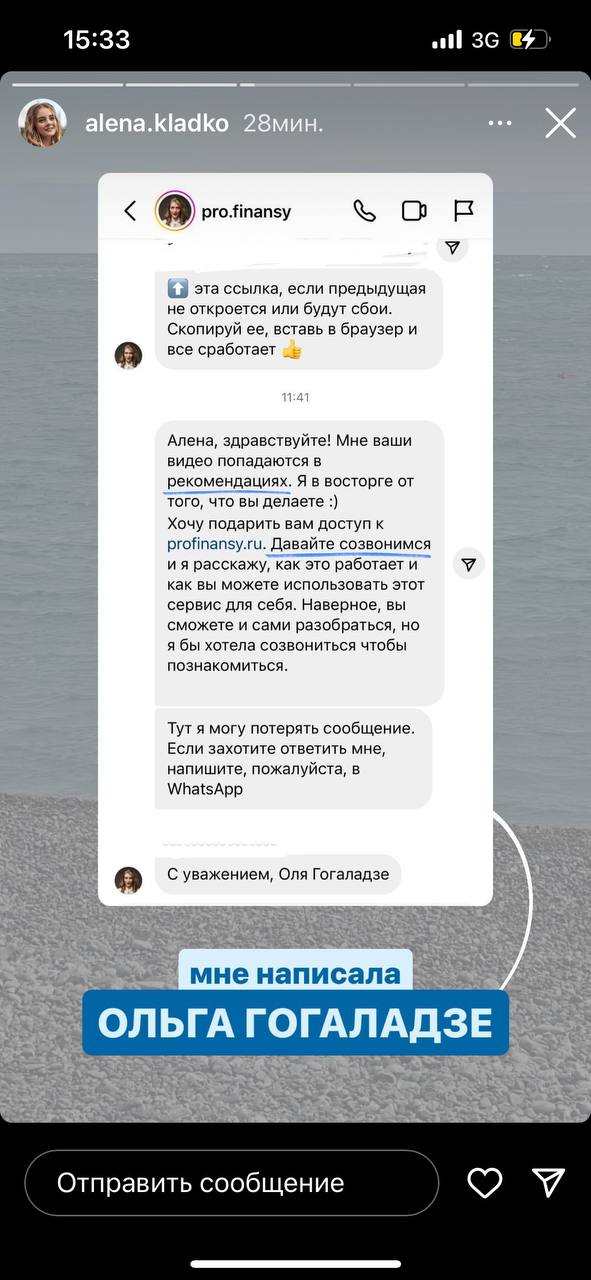 15:33
3G
alena.kladko 28мин.
pro.finansy
⬆️ эта ссылка, если предыдущая
не откроется или будут сбои.
Скопируй ее, вставь в браузер и
все сработает 👍
11:41
Алена, здравствуйте! Мне ваши
видео попадаются в
рекомендациях. Я в восторге от
того, что вы делаете :)
Хочу подарить вам доступ к
profinansy.ru. Давайте созвонимся
и я расскажу, как это работает и
как вы можете использовать этот
сервис для себя. Наверное, вы
сможете и сами разобраться, но
я бы хотела созвониться чтобы
познакомиться.
Тут я могу потерять сообщение.
Если захотите ответить мне,
напишите, пожалуйста, в
WhatsApp
С уважением, Оля Гогаладзе
мне написала
ОЛЬГА ГОГАЛАДЗЕ
Отправить сообщение